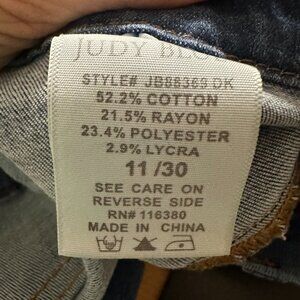 JUDY BLU
STYLE# JB88369 DK
52.2% COTTON
21.5% RAYON
23.4% POLYESTER
2.9% LYCRA
11 /30
SEE CARE ON
REVERSE SIDE
RN# 116380
MADE IN CHINA